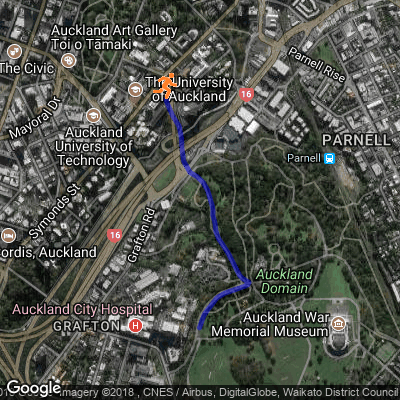 Auckland Art Gallery
Toi o Tāmaki
The Civic
The University
of Auckland
Parnell Rise
16
Mayoral Dr
Auckland
University of
Technology
PARNELL
Parnell
Symonds St
Grafton Rd
16
ordis, Auckland
Auckland
Domain
Auckland City Hospital
GRAFTON
H
Auckland War
Memorial Museum
Google
Imagery ©2018 , CNES / Airbus, DigitalGlobe, Waikato District Council